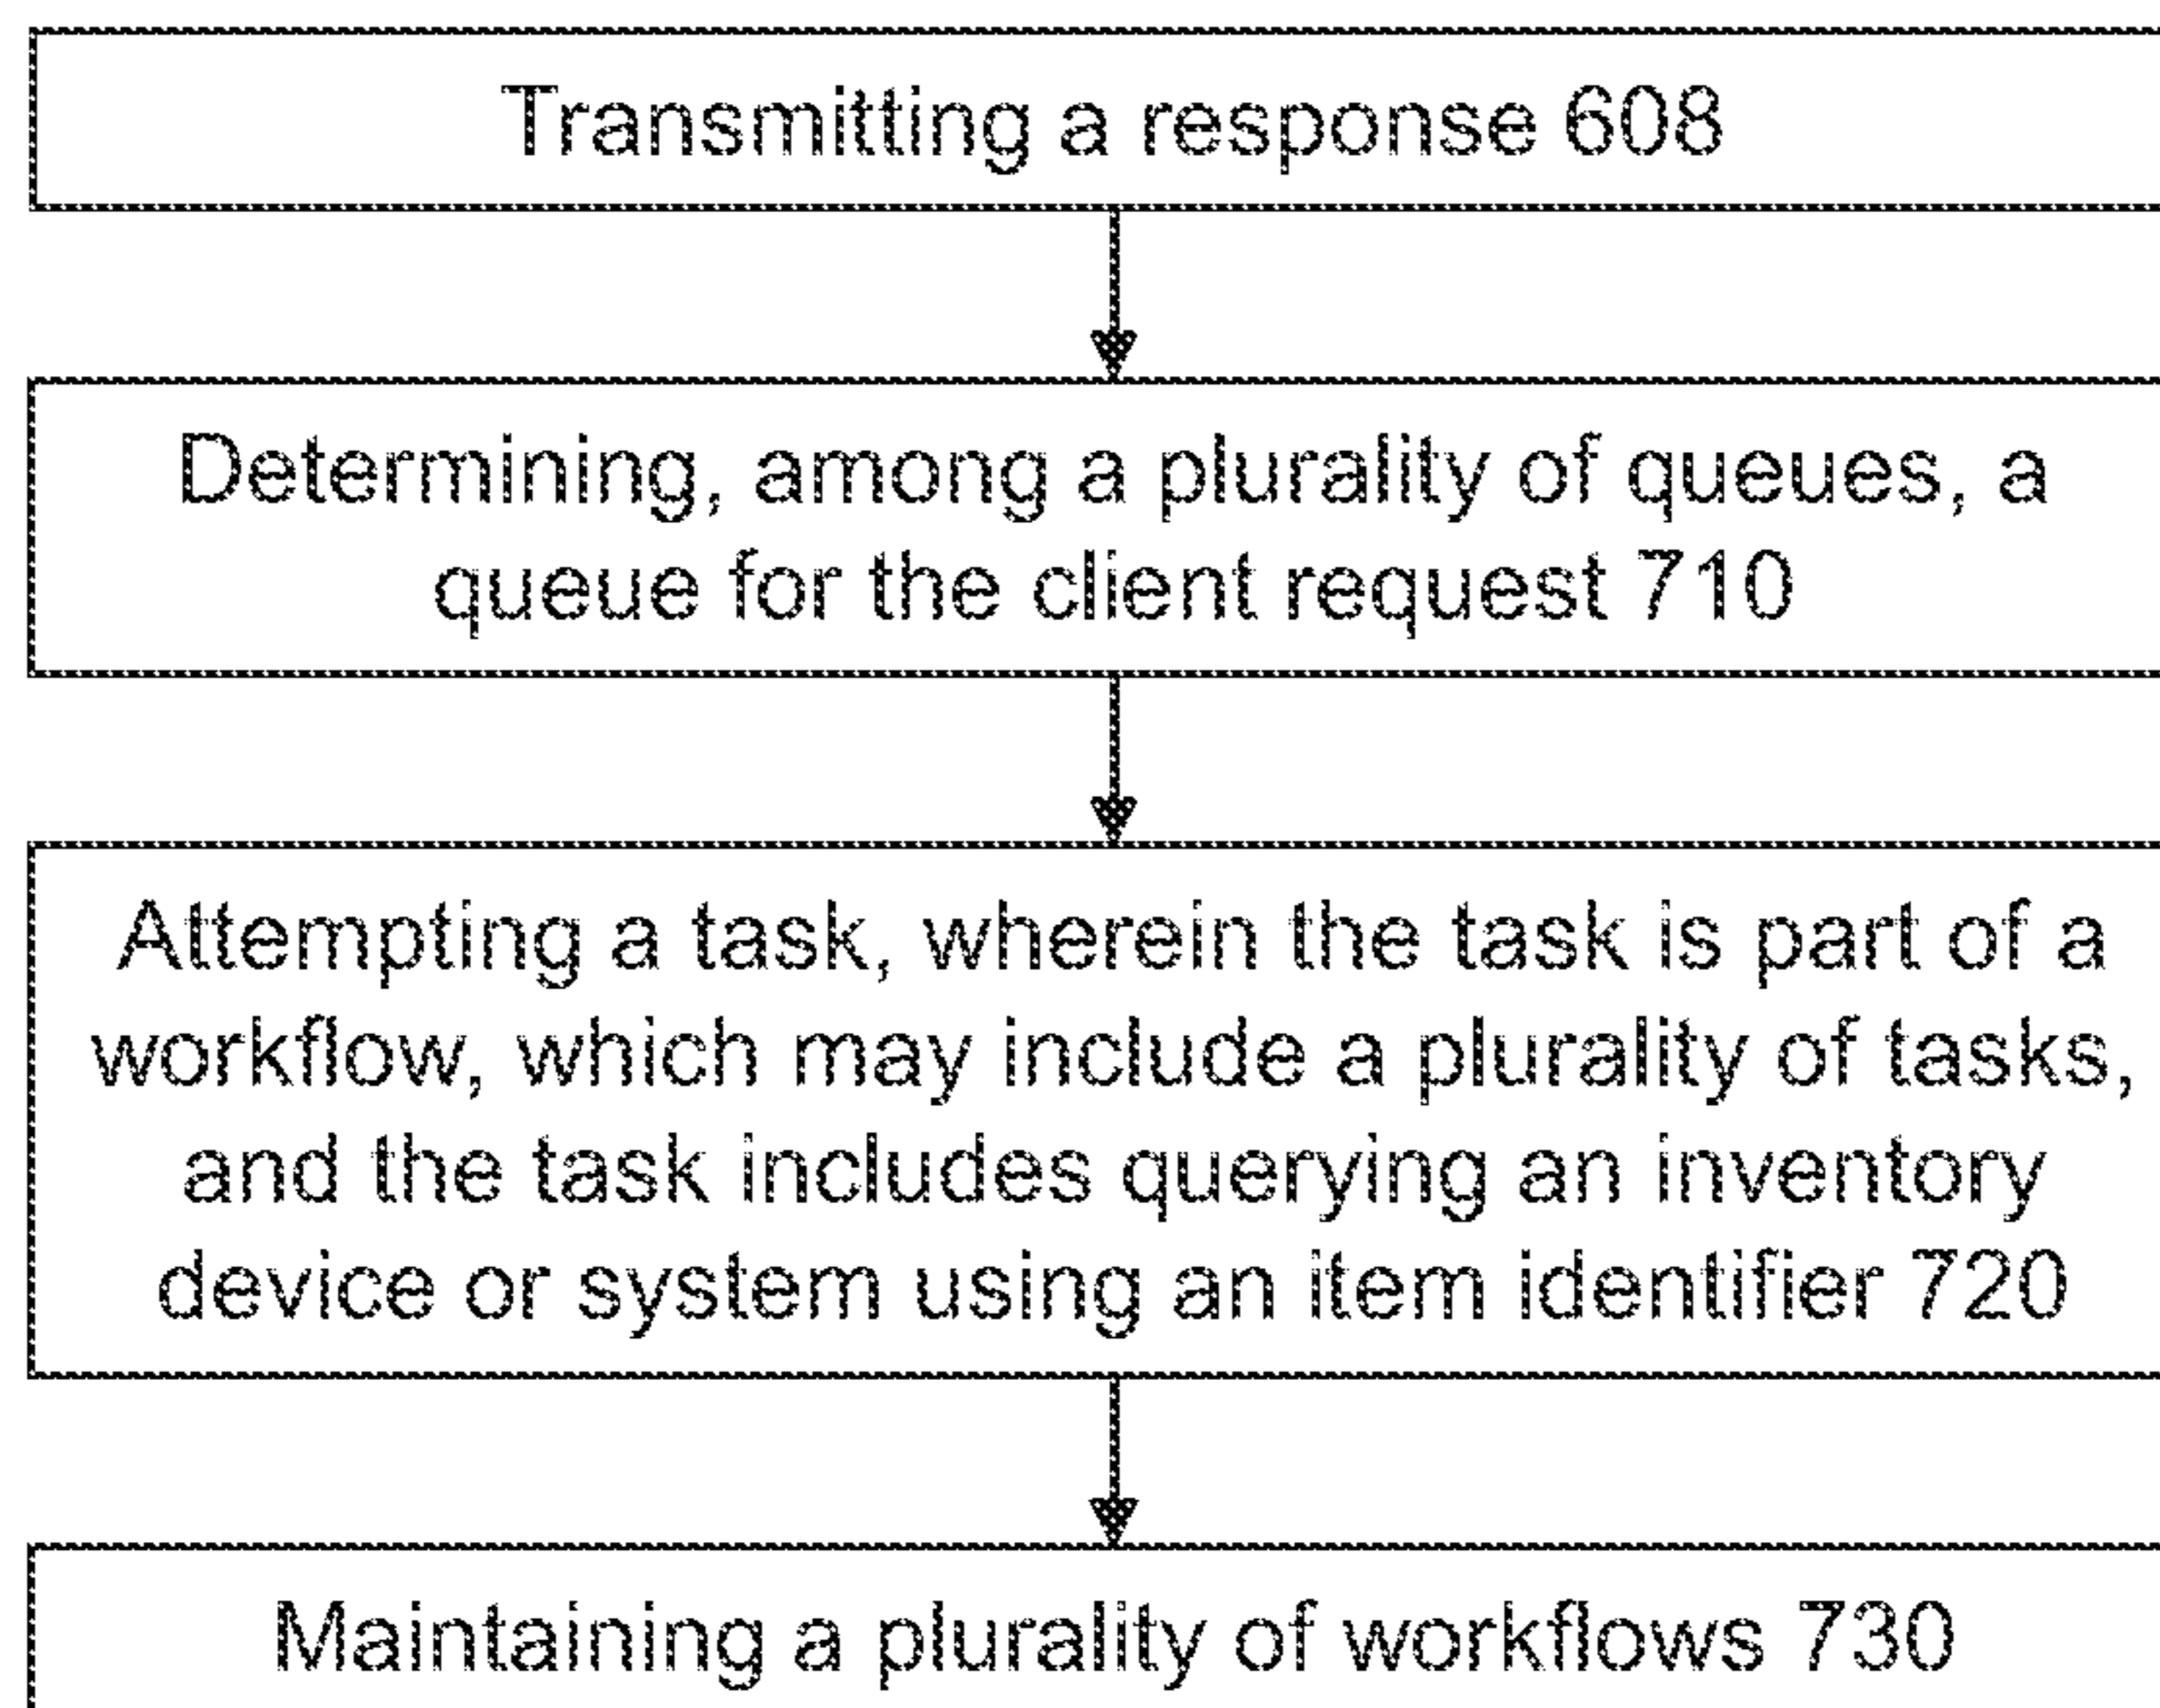 Transmitting a response 608
Determining, among a plurality of queues, a
queue for the client request 710
Attempting a task, wherein the task is part of a
workflow, which may include a plurality of tasks,
and the task includes querying an inventory
device or system using an item identifier 720
Maintaining a plurality of workflows 730